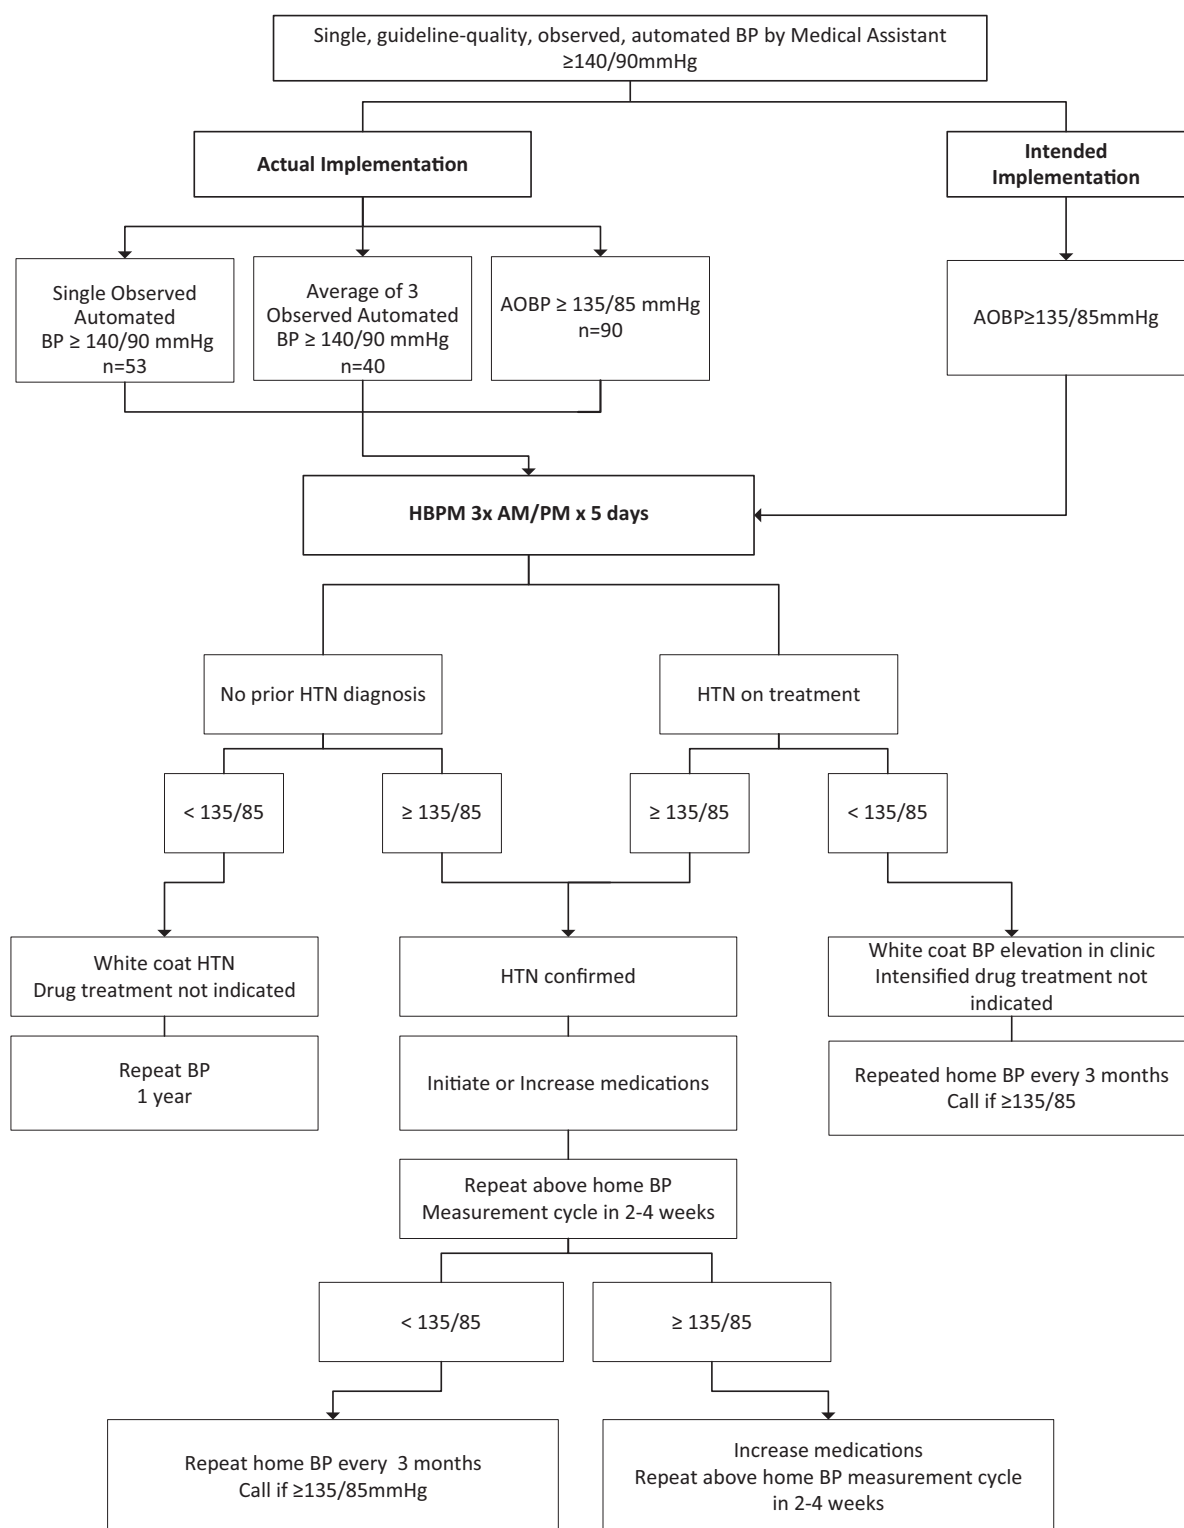 Single, guideline-quality, observed, automated BP by Medical Assistant
≥140/90mmHg
Actual Implementation
Intended
Implementation
Single Observed
Automated
BP ≥ 140/90 mmHg
n=53
Average of 3
Observed Automated
BP ≥ 140/90 mmHg
n=40
AOBP ≥ 135/85 mmHg
n=90
AOBP≥135/85mmHg
HBPM 3x AM/PM x 5 days
No prior HTN diagnosis
HTN on treatment
< 135/85
≥ 135/85
≥ 135/85
< 135/85
White coat HTN
Drug treatment not indicated
HTN confirmed
White coat BP elevation in clinic
Intensified drug treatment not
indicated
Repeat BP
1 year
Initiate or Increase medications
Repeated home BP every 3 months
Call if ≥135/85
Repeat above home BP
Measurement cycle in 2-4 weeks
< 135/85
≥ 135/85
Repeat home BP every 3 months
Call if ≥135/85mmHg
Increase medications
Repeat above home BP measurement cycle
in 2-4 weeks